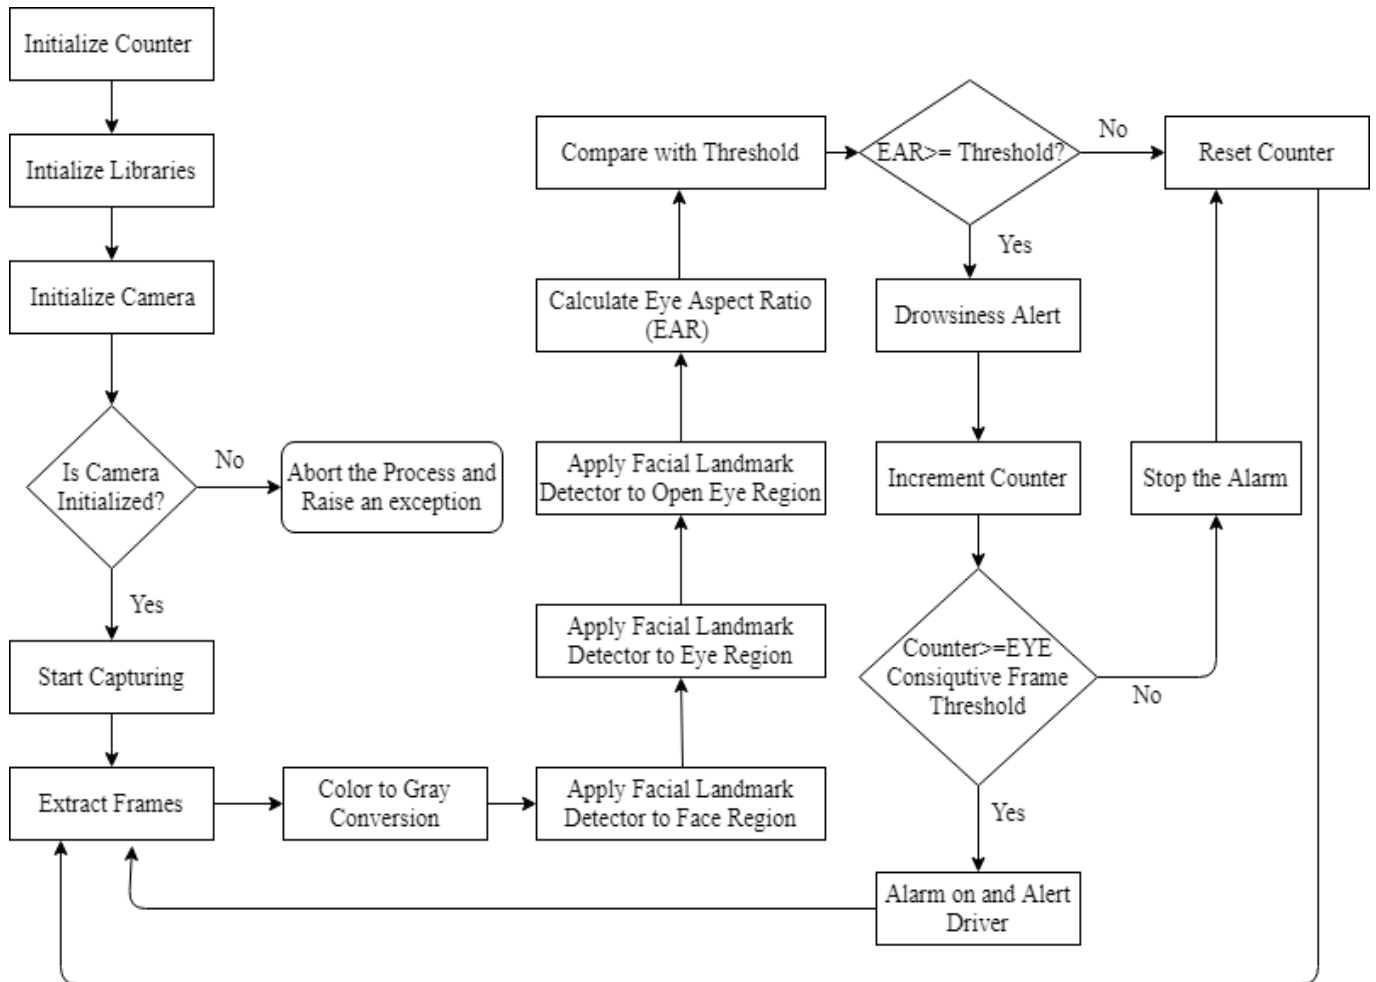 Initialize Counter
Intialize Libraries
Initialize Camera
Is Camera
Initialized?
No
Abort the Process and
Raise an exception
Yes
Start Capturing
Extract Frames
Color to Gray
Conversion
Apply Facial Landmark
Detector to Face Region
Apply Facial Landmark
Detector to Eye Region
Apply Facial Landmark
Detector to Open Eye Region
Calculate Eye Aspect Ratio
(EAR)
Compare with Threshold
EAR>= Threshold?
No
Reset Counter
Yes
Drowsiness Alert
Increment Counter
Counter>=EYE
Consiqutive Frame
Threshold
No
Stop the Alarm
Yes
Alarm on and Alert
Driver